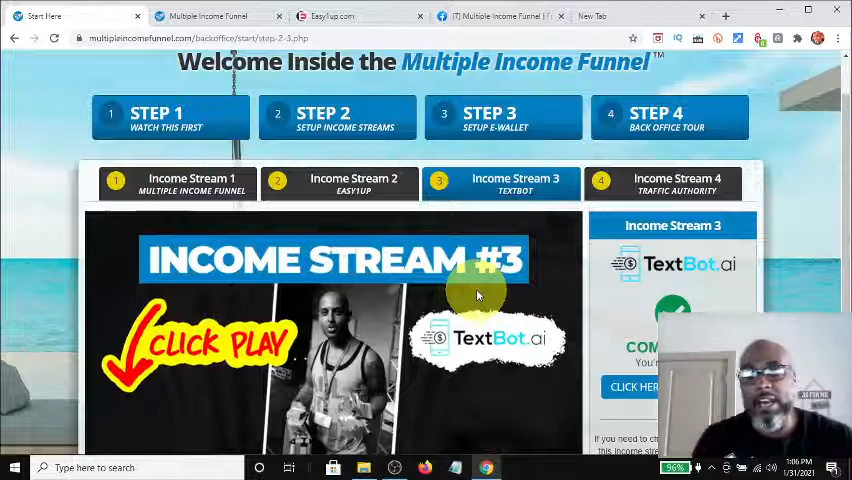 Start Here
Multiple Income Funnel
Easy1up.com
(7) Multiple Income Funnel | F
New Tab
multipleincomefunnel.com/backoffice/start/step-2-3.php
Welcome Inside the Multiple Income Funnel™
1 STEP 1
WATCH THIS FIRST
2 STEP 2
SETUP INCOME STREAMS
3 STEP 3
SETUP E-WALLET
4 STEP 4
BACK OFFICE TOUR
1 Income Stream 1
MULTIPLE INCOME FUNNEL
2 Income Stream 2
EASY1UP
3 Income Stream 3
TEXTBOT
4 Income Stream 4
TRAFFIC AUTHORITY
INCOME STREAM #3
CLICK PLAY
TextBot.ai
Income Stream 3
TextBot.ai
COM
You'r
CLICK HER
If you need to ch
this income stre
Type here to search
96%
1:06 PM
1/31/2021